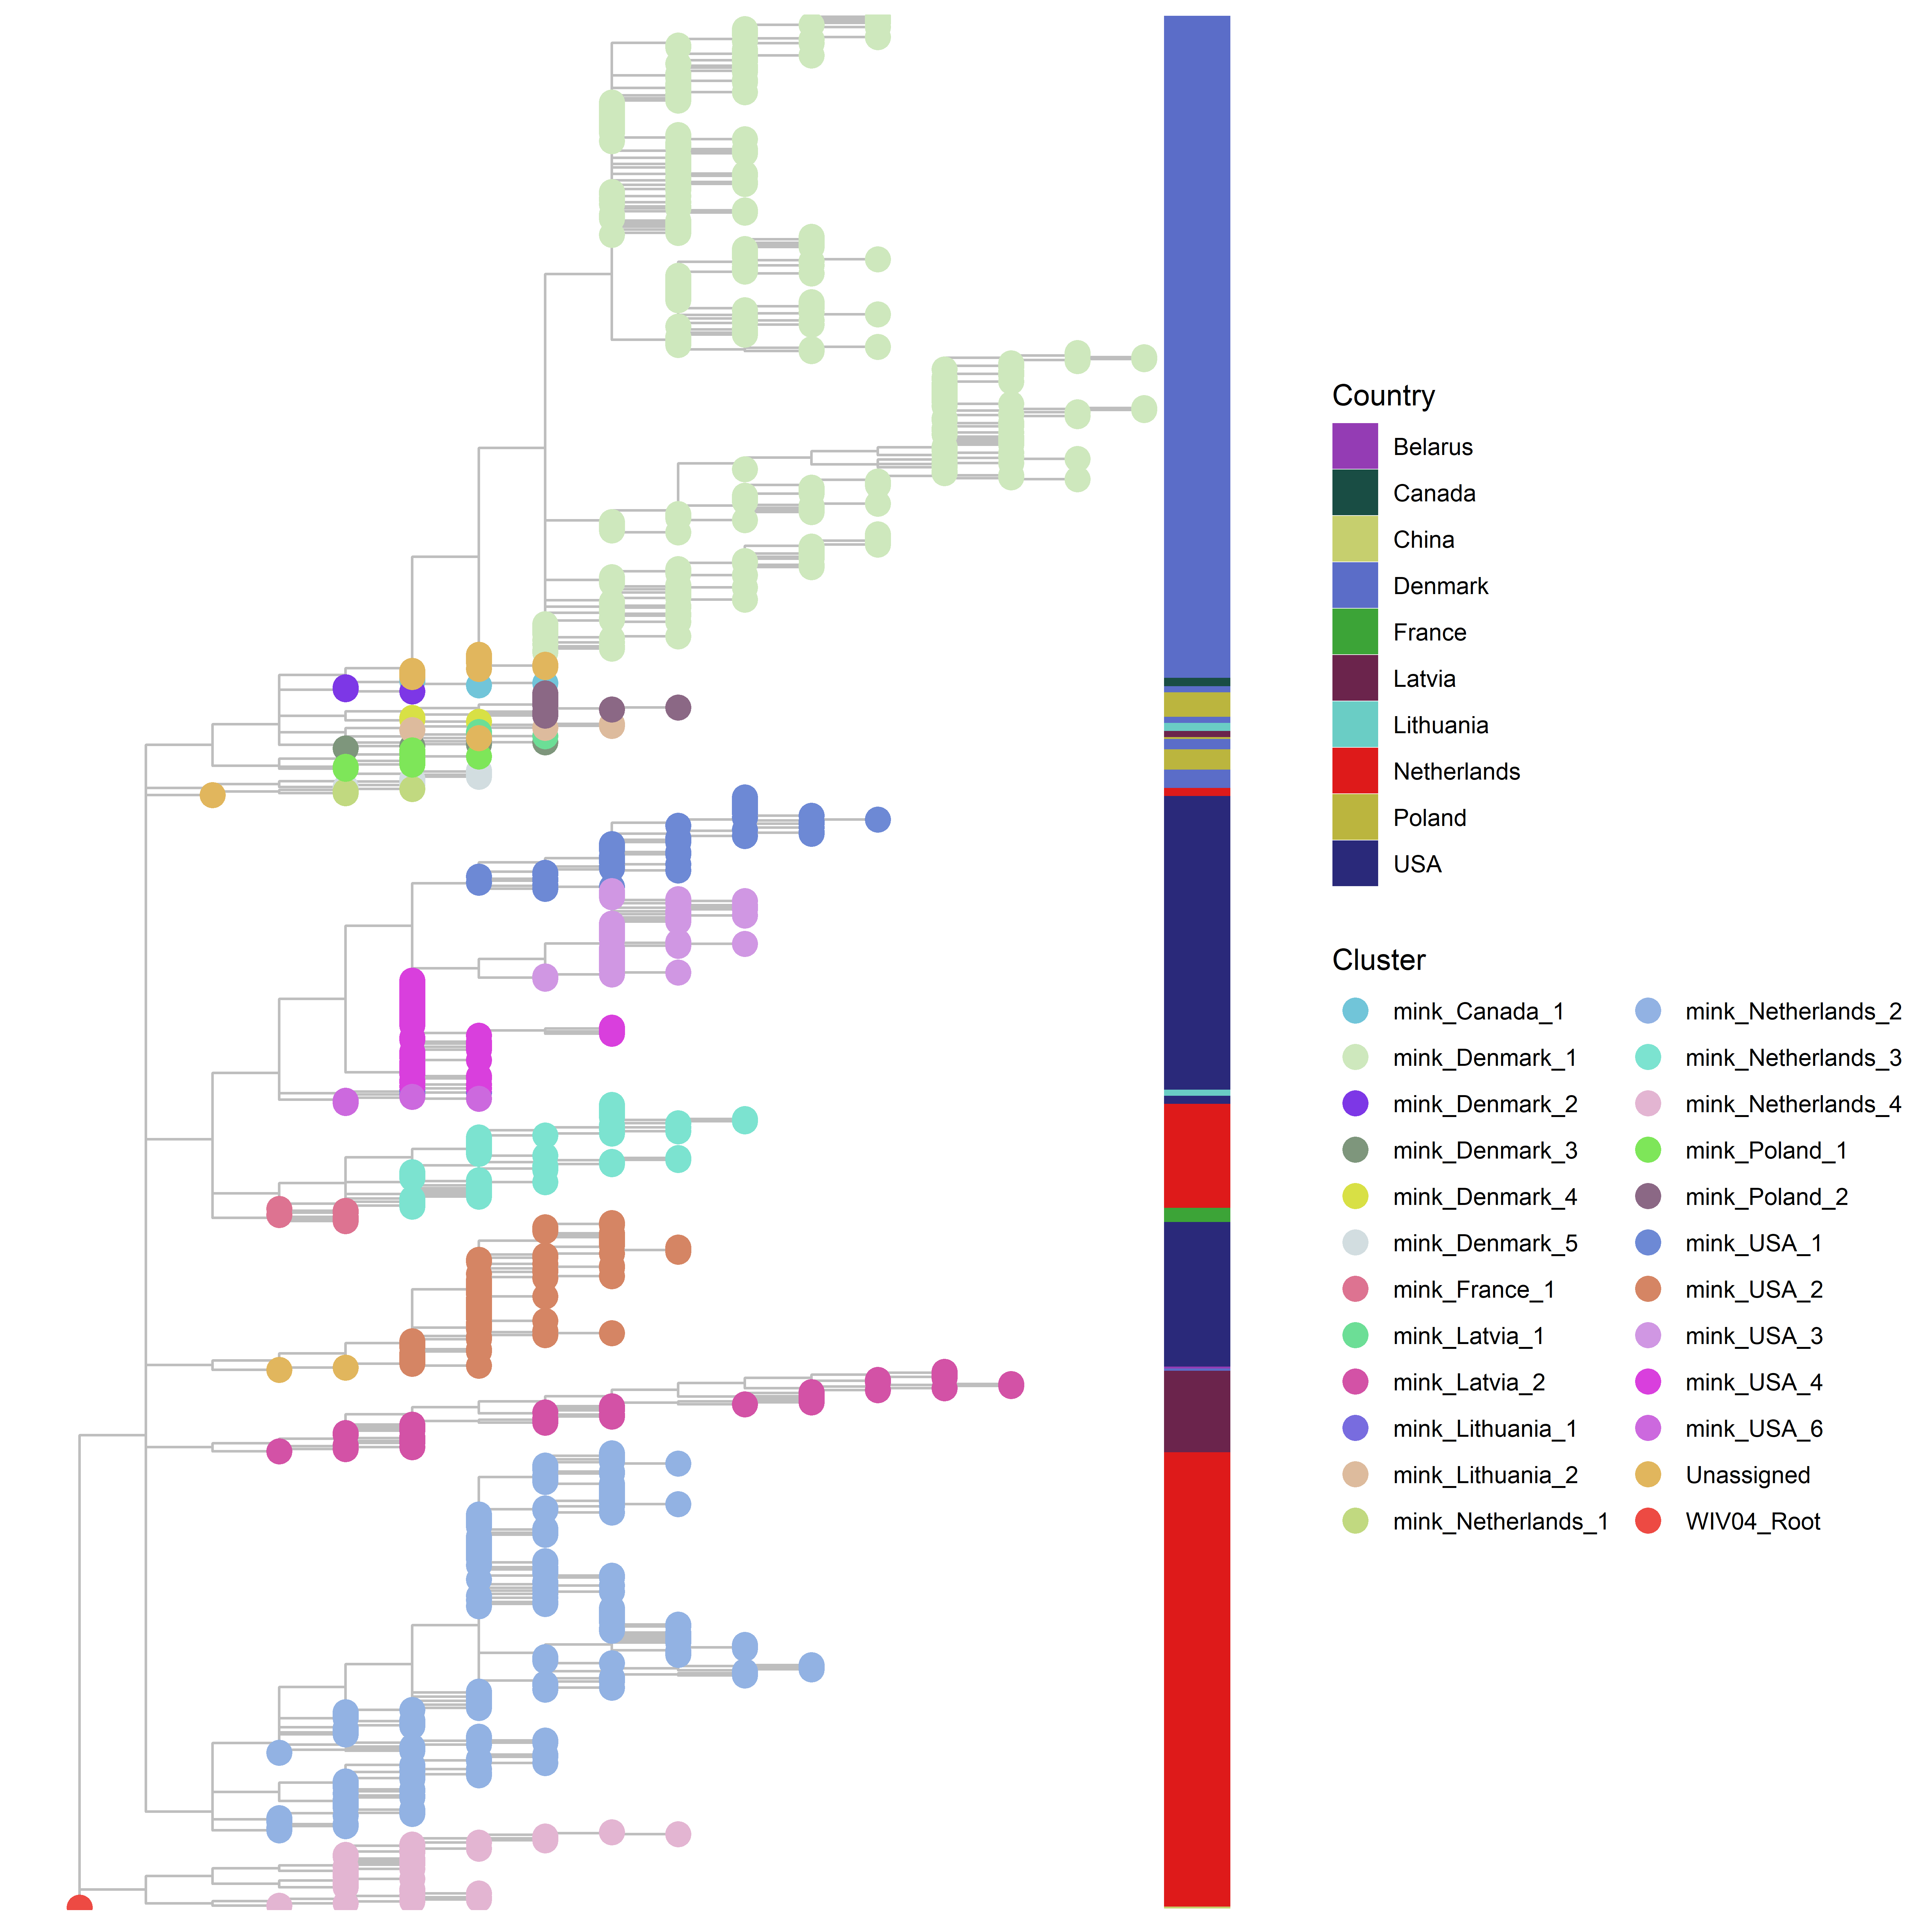 Country
Belarus
Canada
China
Denmark
France
Latvia
Lithuania
Netherlands
Poland
USA
Cluster
mink_Canada_1
mink_Denmark_1
mink_Denmark_2
mink_Denmark_3
mink_Denmark_4
mink_Denmark_5
mink_France_1
mink_Latvia_1
mink_Latvia_2
mink_Lithuania_1
mink_Lithuania_2
mink_Netherlands_1
mink_Netherlands_2
mink_Netherlands_3
mink_Netherlands_4
mink_Poland_1
mink_Poland_2
mink_USA_1
mink_USA_2
mink_USA_3
mink_USA_4
mink_USA_6
Unassigned
WIV04_Root